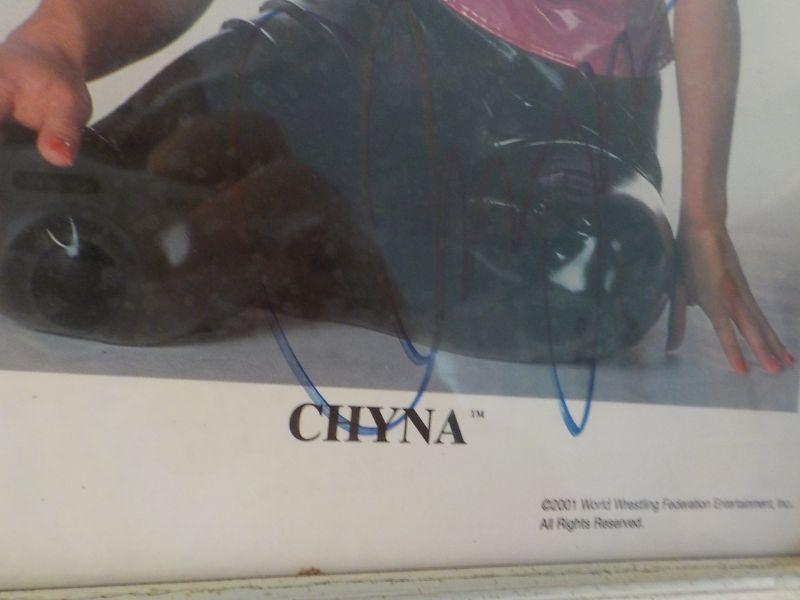 CHYNA™
©2001 World Wrestling Federation Entertainment, Inc.
All Rights Reserved.